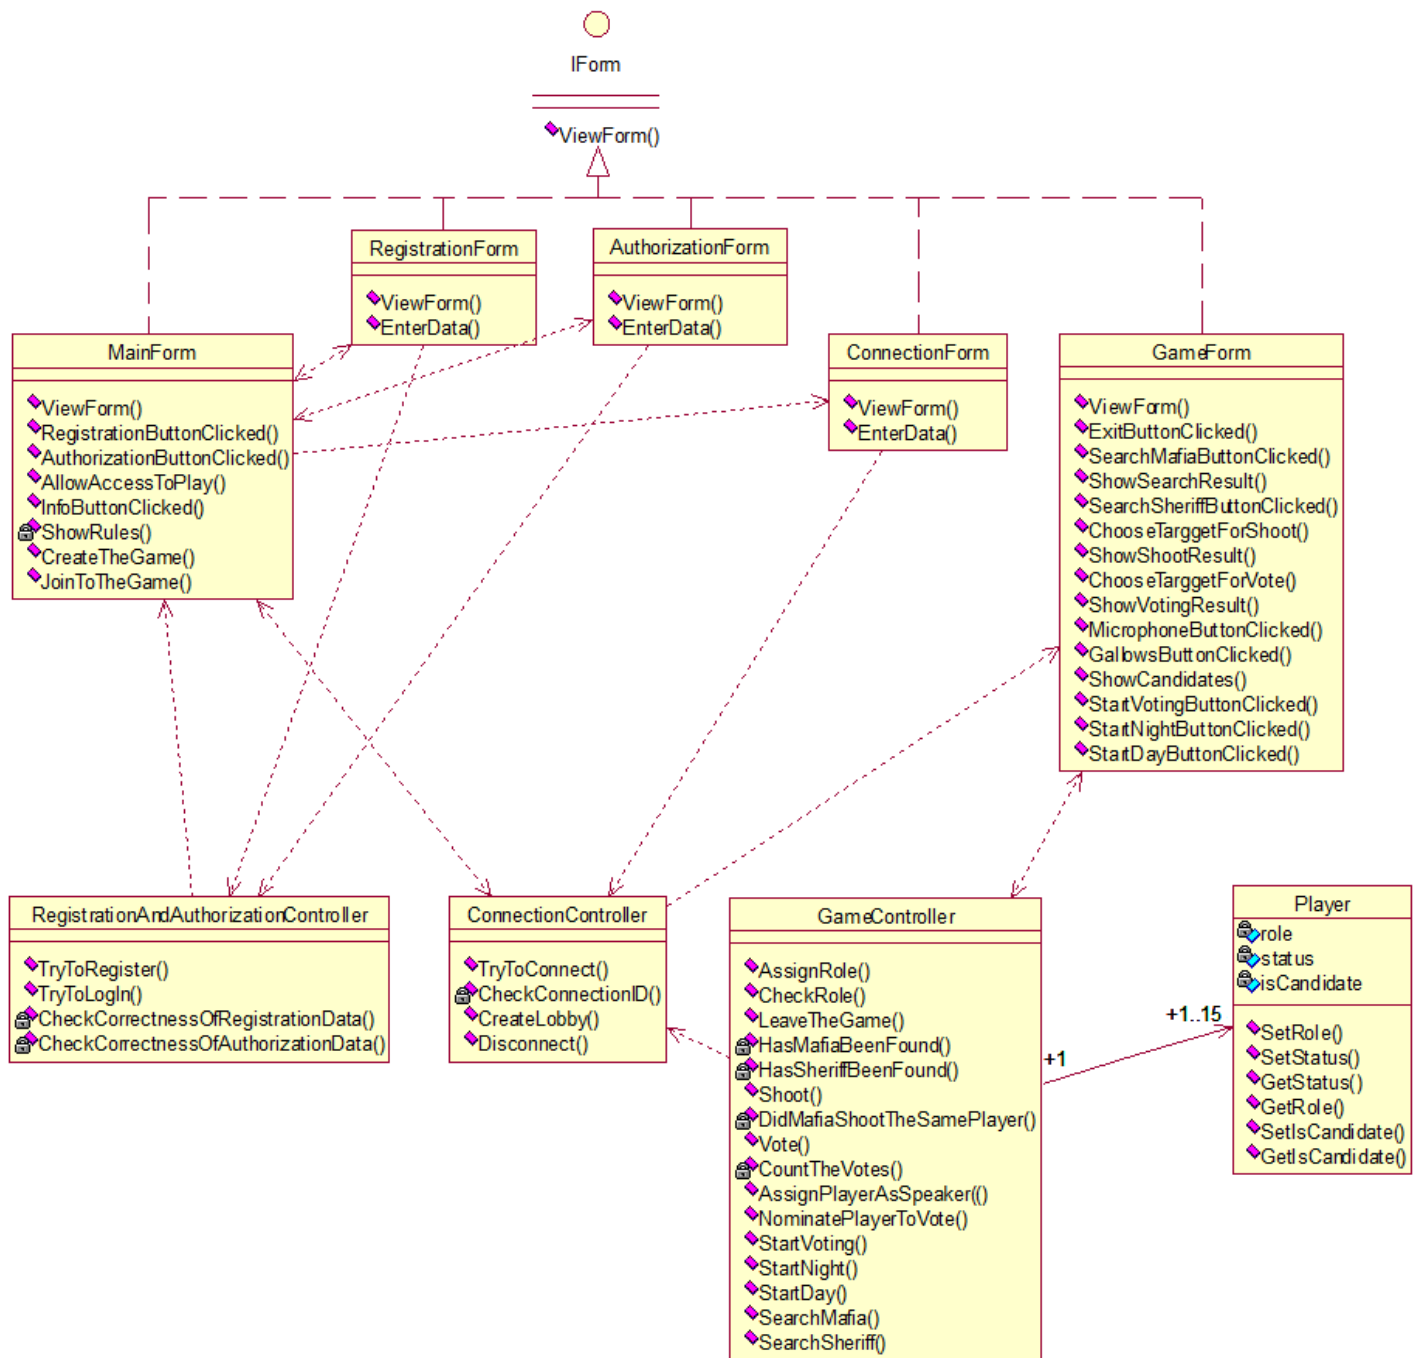 IForm
ViewForm()
RegistrationForm
ViewForm()
EnterData()
AuthorizationForm
ViewForm()
EnterData()
MainForm
ViewForm()
RegistrationButtonClicked()
AuthorizationButtonClicked()
AllowAccessToPlay()
InfoButtonClicked()
ShowRules()
CreateTheGame()
JoinToTheGame()
ConnectionForm
ViewForm()
EnterData()
GameForm
ViewForm()
ExitButtonClicked()
SearchMafiaButtonClicked()
ShowSearchResult()
SearchSheriffButtonClicked()
ChooseTarggetForShoot()
ShowShootResult()
ChooseTarggetForVote()
ShowVotingResult()
MicrophoneButtonClicked()
GallowsButtonClicked()
ShowCandidates()
StartVotingButtonClicked()
StartNightButtonClicked()
StartDayButtonClicked()
RegistrationAndAuthorizationController
TryToRegister()
TryToLogIn()
CheckCorrectnessOfRegistrationData()
CheckCorrectnessOfAuthorizationData()
ConnectionController
TryToConnect()
CheckConnectionID()
CreateLobby()
Disconnect()
GameController
AssignRole()
CheckRole()
LeaveTheGame()
HasMafiaBeenFound()
HasSheriffBeenFound()
Shoot()
DidMafiaShootTheSamePlayer()
Vote()
CountTheVotes()
AssignPlayerAsSpeaker(()
NominatePlayerToVote()
StartVoting()
StartNight()
StartDay()
SearchMafia()
SearchSheriff()
+1
+1..15
Player
role
status
isCandidate
SetRole()
SetStatus()
GetStatus()
GetRole()
SetIsCandidate()
GetIsCandidate()